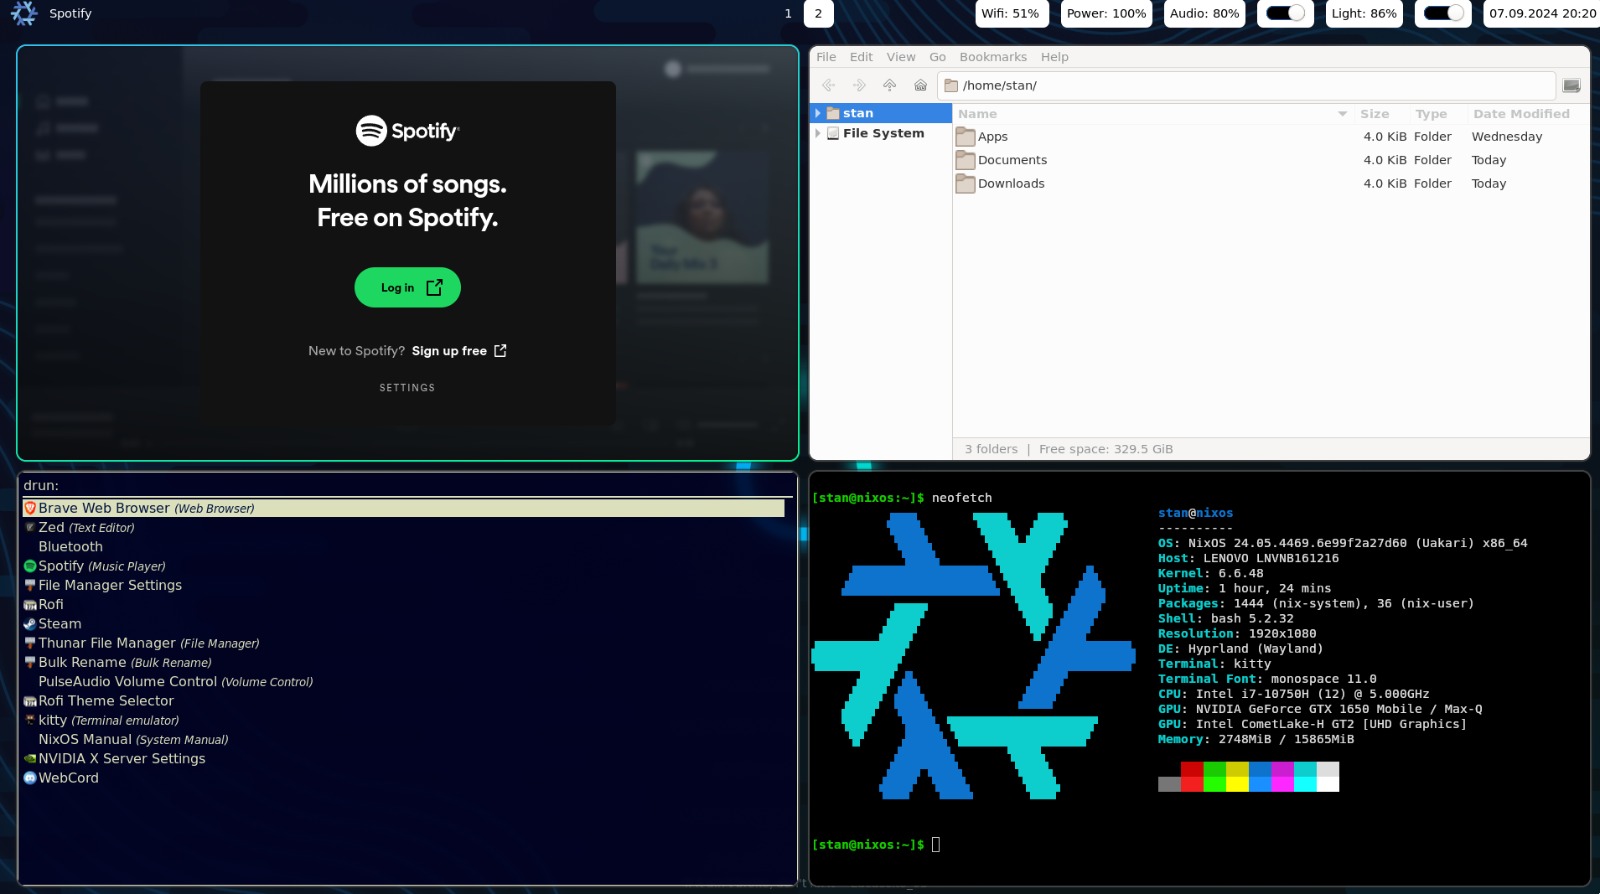 Spotify
1
2
Wifi: 51%
Power: 100%
Audio: 80%
Light: 86%
07.09.2024 20:20
Spotify
Millions of songs.
Free on Spotify.
Log in
New to Spotify? Sign up free
SETTINGS
Your
Daily Mix 3
File Edit View Go Bookmarks Help
/home/stan/
stan
File System
Name Size Type Date Modified
Apps 4.0 KiB Folder Wednesday
Documents 4.0 KiB Folder Today
Downloads 4.0 KiB Folder Today
3 folders | Free space: 329.5 GiB
drun:
Brave Web Browser (Web Browser)
Zed (Text Editor)
Bluetooth
Spotify (Music Player)
File Manager Settings
Rofi
Steam
Thunar File Manager (File Manager)
Bulk Rename (Bulk Rename)
PulseAudio Volume Control (Volume Control)
Rofi Theme Selector
kitty (Terminal emulator)
NixOS Manual (System Manual)
NVIDIA X Server Settings
WebCord
[stan@nixos:~]$ neofetch
stan@nixos
----------
OS: NixOS 24.05.4469.6e99f2a27d60 (Uakari) x86_64
Host: LENOVO LNVNB161216
Kernel: 6.6.48
Uptime: 1 hour, 24 mins
Packages: 1444 (nix-system), 36 (nix-user)
Shell: bash 5.2.32
Resolution: 1920x1080
DE: Hyprland (Wayland)
Terminal: kitty
Terminal Font: monospace 11.0
CPU: Intel i7-10750H (12) @ 5.000GHz
GPU: NVIDIA GeForce GTX 1650 Mobile / Max-Q
GPU: Intel CometLake-H GT2 [UHD Graphics]
Memory: 2748MiB / 15865MiB
[stan@nixos:~]$